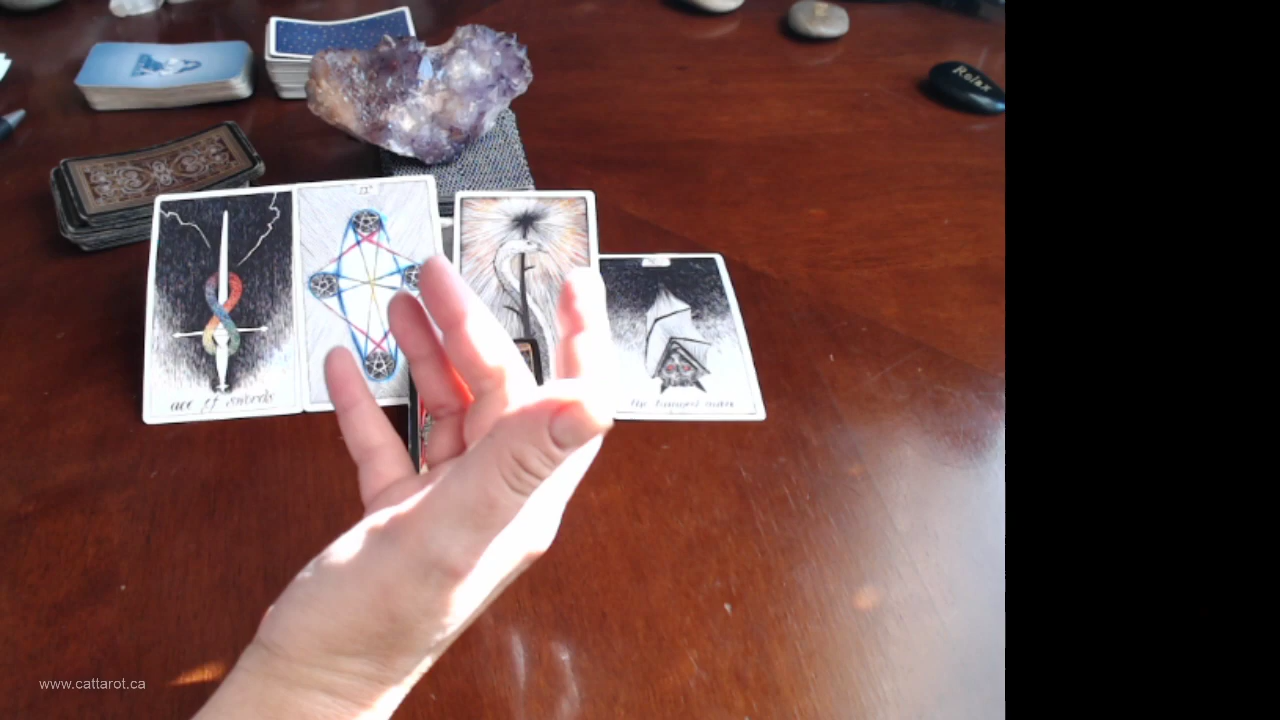 Relax
ace of swords
the hanged man
www.cattarot.ca